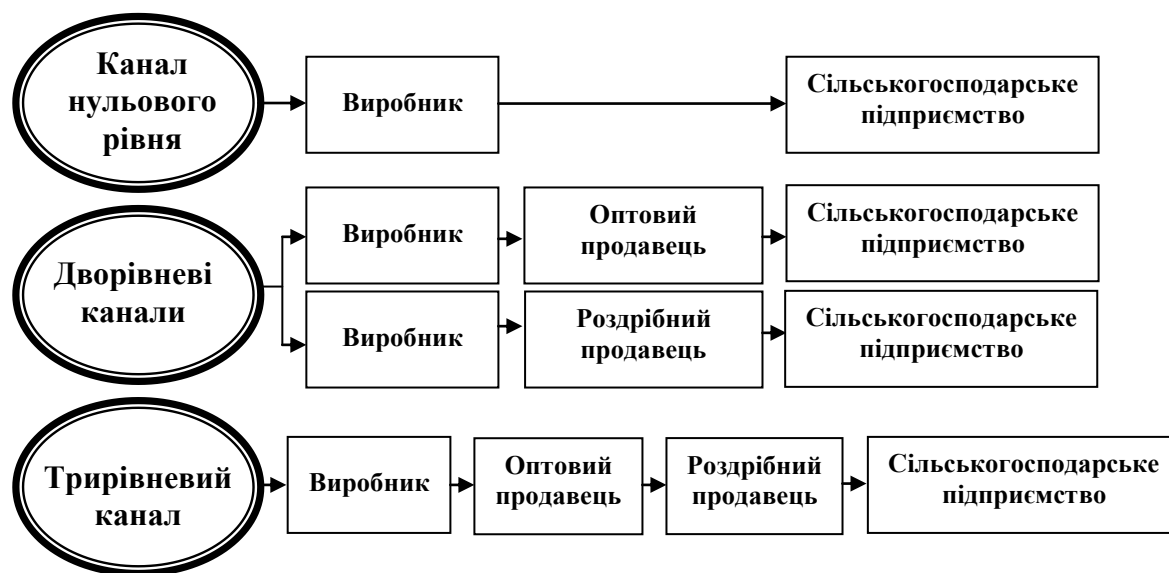 Канал
нульового
рівня
Виробник
Сільськогосподарське
підприємство
Дворівневі
канали
Виробник
Оптовий
продавець
Сільськогосподарське
підприємство
Виробник
Роздрібний
продавець
Сільськогосподарське
підприємство
Трирівневий
канал
Виробник
Оптовий
продавець
Роздрібний
продавець
Сільськогосподарське
підприємство